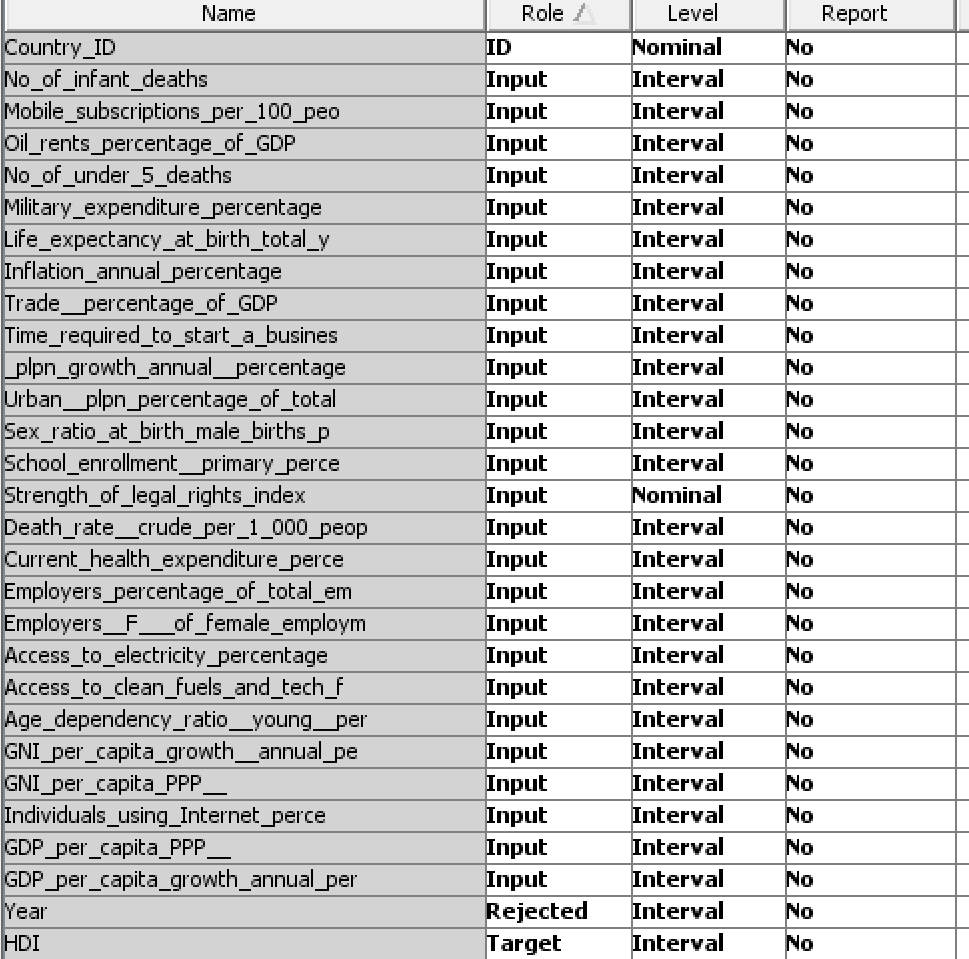 Name Role Level Report
Country_ID ID Nominal No
No_of_infant_deaths Input Interval No
Mobile_subscriptions_per_100_peo Input Interval No
Oil_rents_percentage_of_GDP Input Interval No
No_of_under_5_deaths Input Interval No
Military_expenditure_percentage Input Interval No
Life_expectancy_at_birth_total_y Input Interval No
Inflation_annual_percentage Input Interval No
Trade__percentage_of_GDP Input Interval No
Time_required_to_start_a_busines Input Interval No
_plpn_growth_annual__percentage Input Interval No
Urban__plpn_percentage_of_total Input Interval No
Sex_ratio_at_birth_male_births_p Input Interval No
School_enrollment__primary_perce Input Interval No
Strength_of_legal_rights_index Input Nominal No
Death_rate__crude_per_1_000_peop Input Interval No
Current_health_expenditure_perce Input Interval No
Employers_percentage_of_total_em Input Interval No
Employers__F___of_female_employm Input Interval No
Access_to_electricity_percentage Input Interval No
Access_to_clean_fuels_and_tech_f Input Interval No
Age_dependency_ratio__young__per Input Interval No
GNI_per_capita_growth__annual_pe Input Interval No
GNI_per_capita_PPP__ Input Interval No
Individuals_using_Internet_perce Input Interval No
GDP_per_capita_PPP__ Input Interval No
GDP_per_capita_growth_annual_per Input Interval No
Year Rejected Interval No
HDI Target Interval No